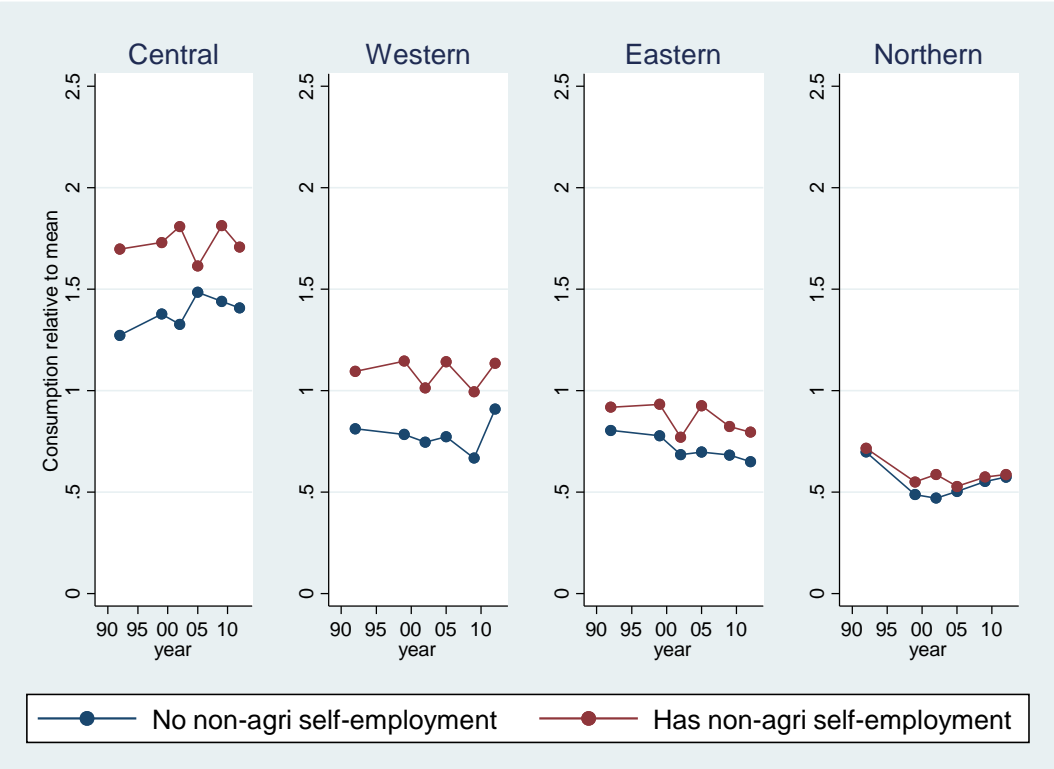 Central Western Eastern Northern
Consumption relative to mean
2.5 2.5 2.5 2.5
2 2 2 2
1.5 1.5 1.5 1.5
1 1 1 1
.5 .5 .5 .5
0 0 0 0
90 95 00 05 10 90 95 00 05 10 90 95 00 05 10 90 95 00 05 10
year year year year
No non-agri self-employment Has non-agri self-employment